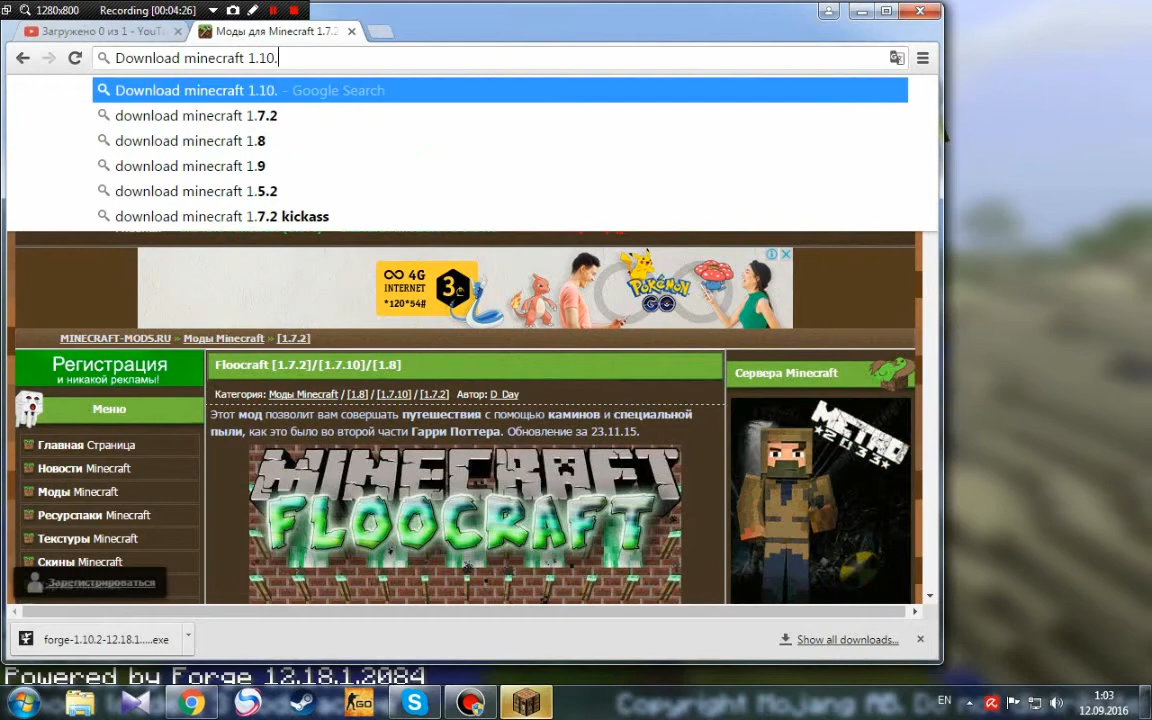 1280x800 Recording [00:04:26]
Загружено 0 из 1 - YouT
Моды для Minecraft 1.7.2
Download minecraft 1.10.
Download minecraft 1.10. - Google Search
download minecraft 1.7.2
download minecraft 1.8
download minecraft 1.9
download minecraft 1.5.2
download minecraft 1.7.2 kickass
4G
INTERNET
*120*54#
3
POKÉMON
GO
MINECRAFT-MODS.RU » Моды Minecraft » [1.7.2]
Регистрация
и никакой рекламы!
Меню
Главная Страница
Новости Minecraft
Моды Minecraft
Ресурспаки Minecraft
Текстуры Minecraft
Скины Minecraft
Зарегистрироваться
Floocraft [1.7.2]/[1.7.10]/[1.8]
Категория: Моды Minecraft / [1.8] / [1.7.10] / [1.7.2] Автор: D_Day
Этот мод позволит вам совершать путешествия с помощью каминов и специальной
пыли, как это было во второй части Гарри Поттера. Обновление за 23.11.15.
MINECRAFT
FLOOCRAFT
Сервера Minecraft
METRO
2033
forge-1.10.2-12.18.1.....exe
Show all downloads...
Powered by Forge 12.18.1.2084
GO
EN
1:03
12.09.2016